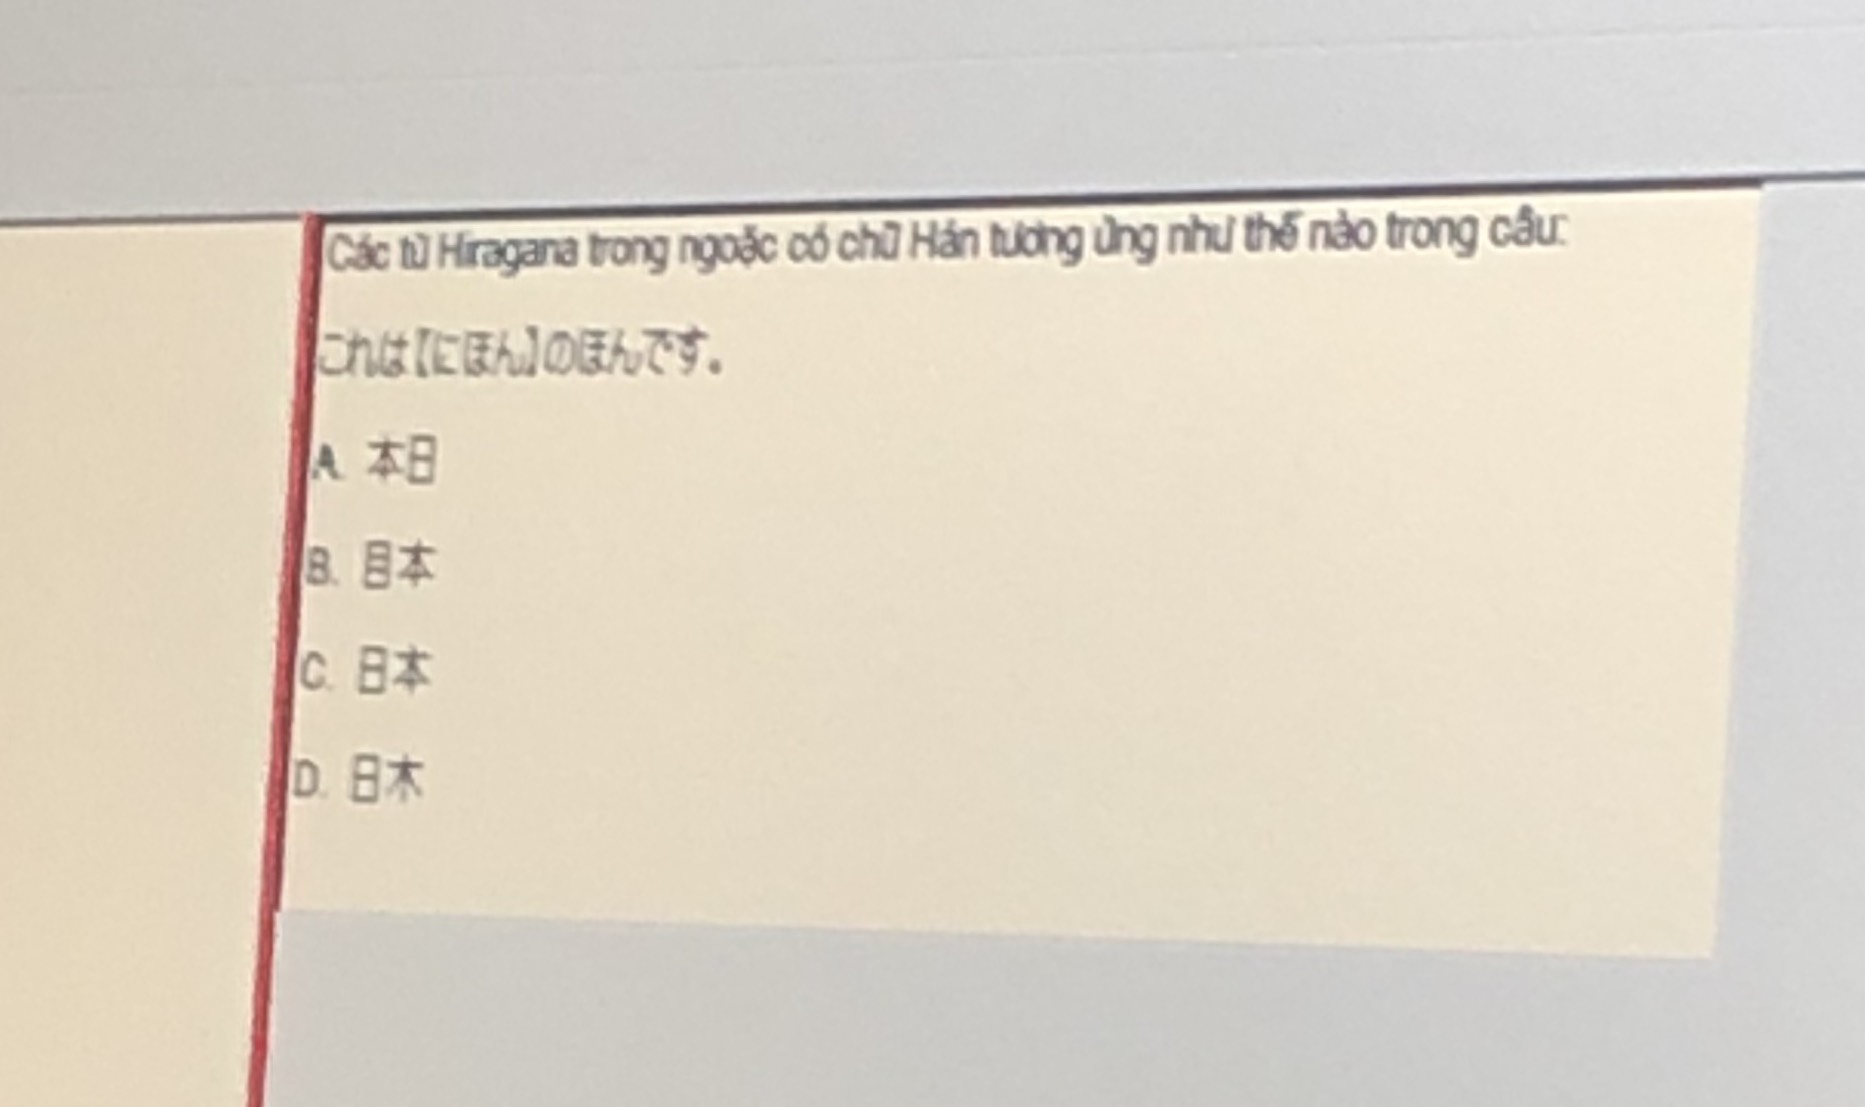 Các từ Hiragana trong ngoặc có chữ Hán tương ứng như thế nào trong câu:
これは【にほん】のほんです。
A. 本日
B. 目本
C. 日本
D. 日木